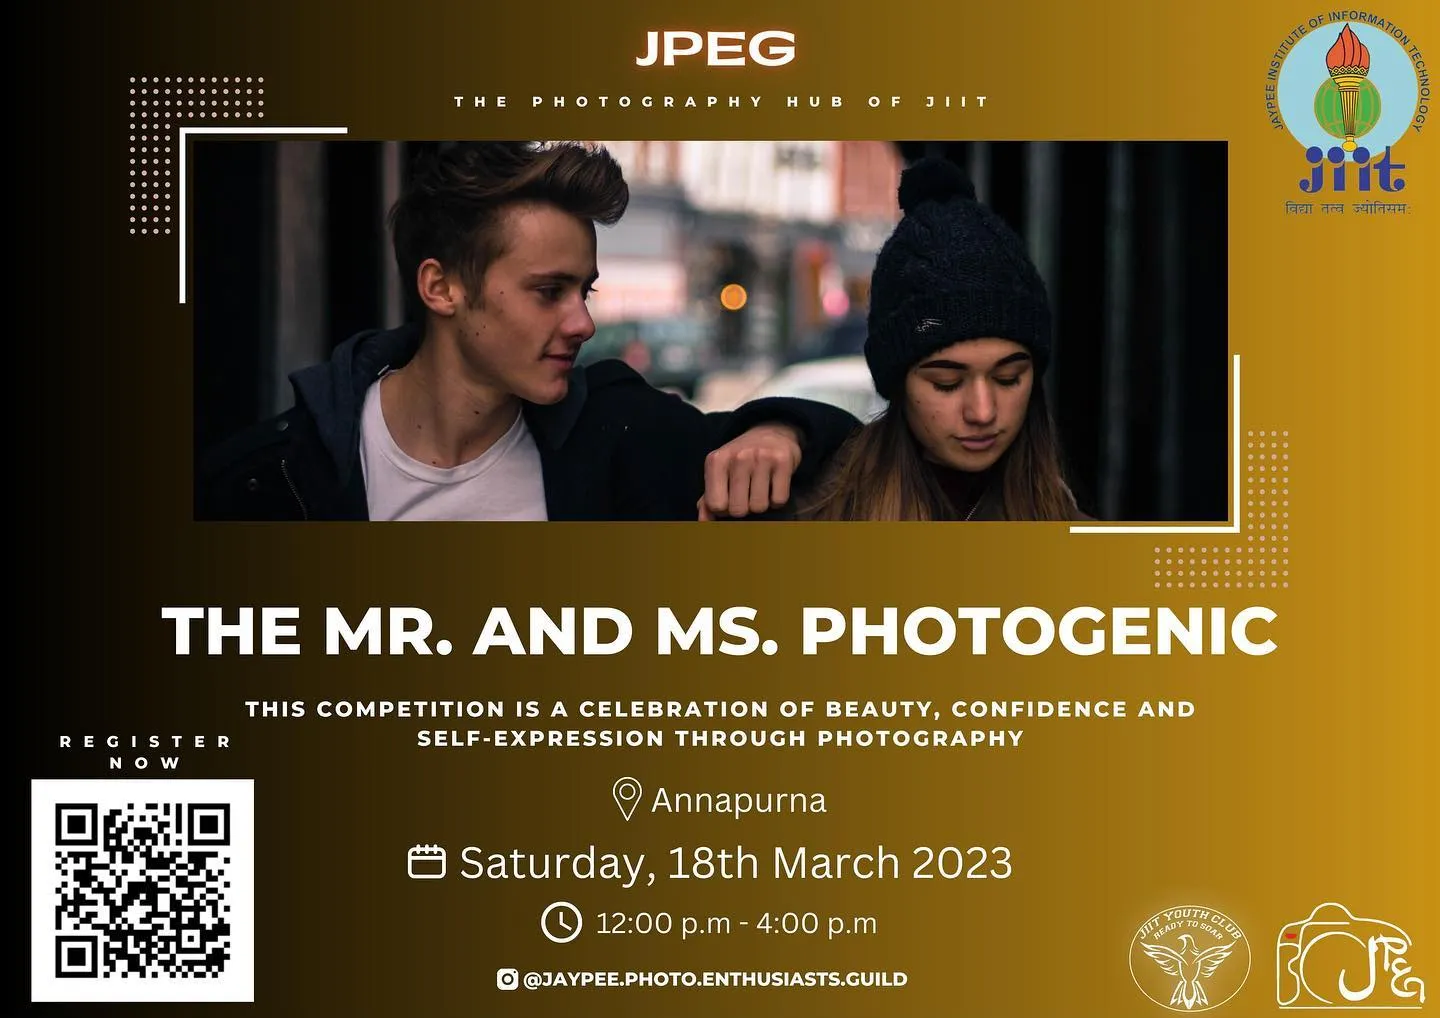 JPEG
THE PHOTOGRAPHY HUB OF JIIT
JAYPEE INSTITUTE OF INFORMATION TECHNOLOGY
jiit
विद्या तत्व ज्योतिसमः
THE MR. AND MS. PHOTOGENIC
THIS COMPETITION IS A CELEBRATION OF BEAUTY, CONFIDENCE AND
SELF-EXPRESSION THROUGH PHOTOGRAPHY
REGISTER
NOW
Annapurna
Saturday, 18th March 2023
12:00 p.m - 4:00 p.m
@JAYPEE.PHOTO.ENTHUSIASTS.GUILD
JIIT YOUTH CLUB
READY TO SOAR
JPEG